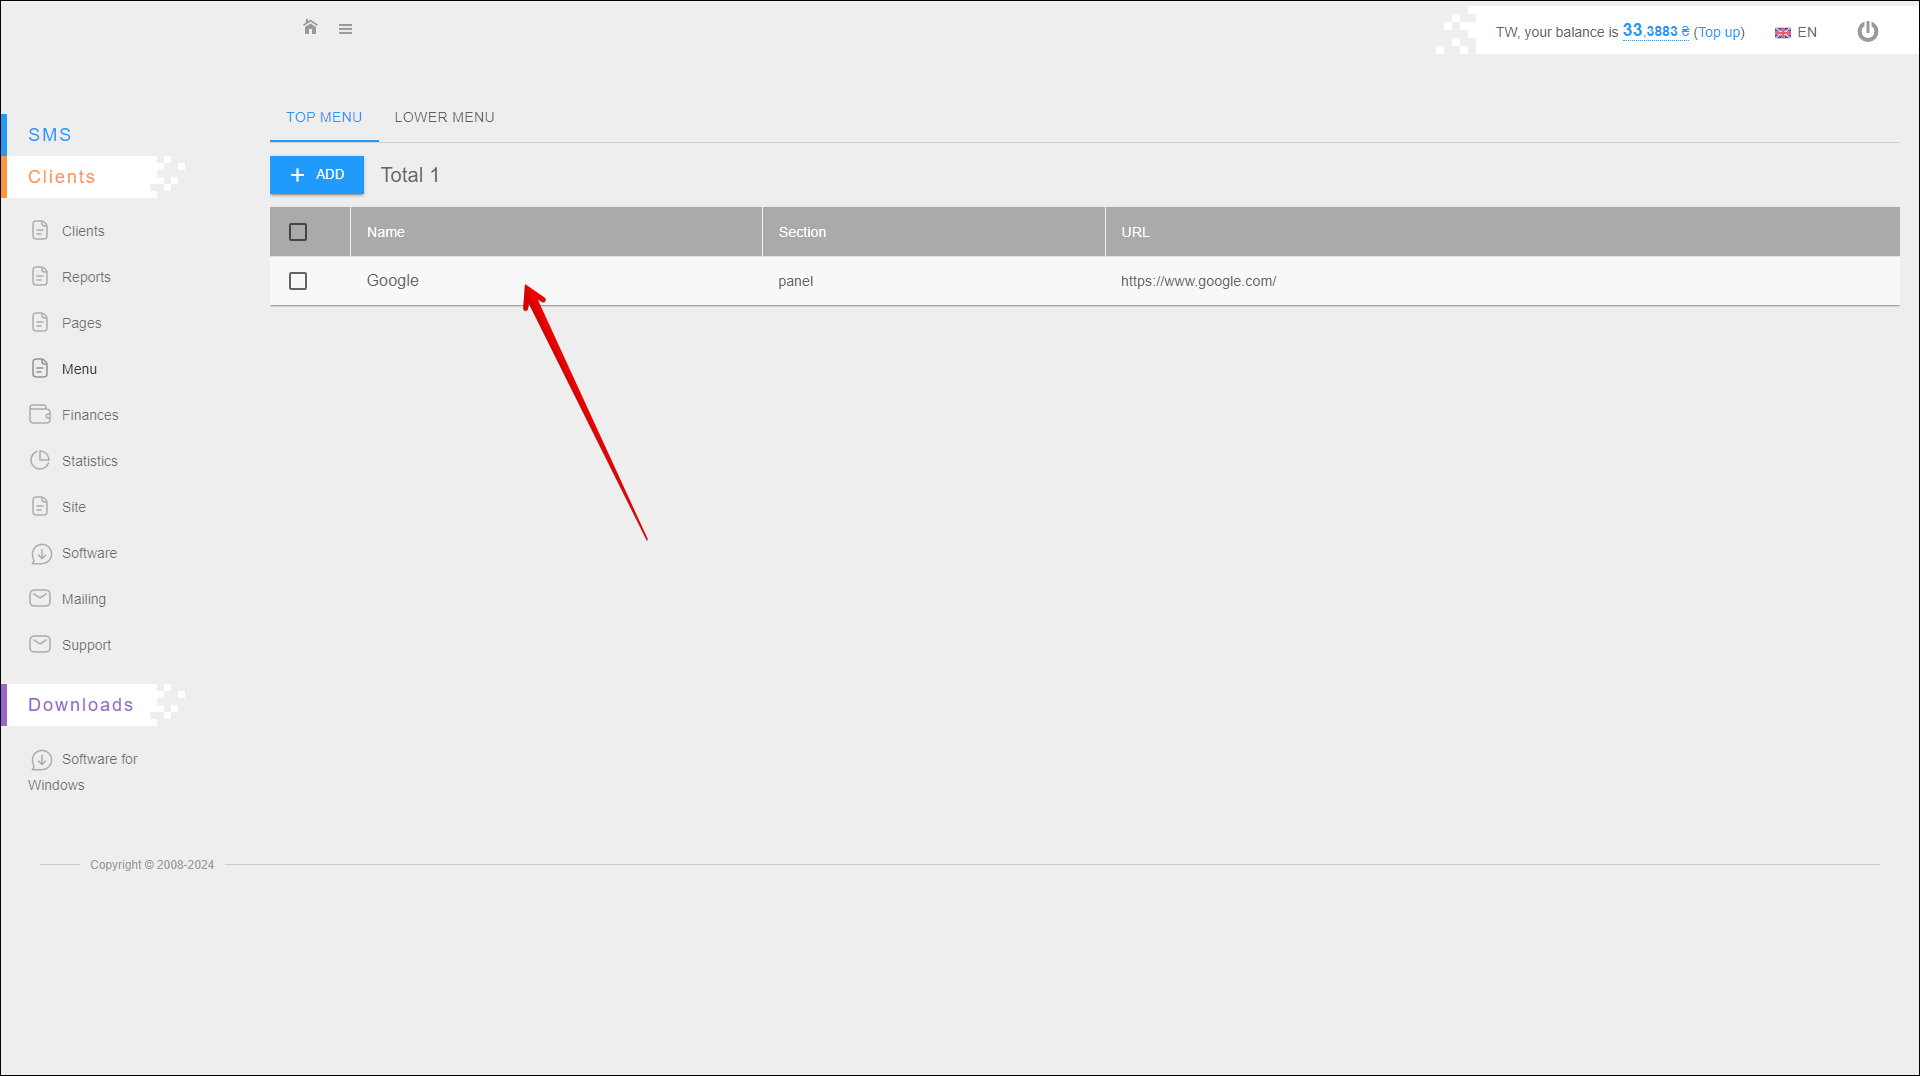 TW, your balance is 33.3883 ₴ (Top up) EN
TOP MENU LOWER MENU
SMS
Clients
ADD Total 1
Name Section URL
Google panel https://www.google.com/
Clients
Reports
Pages
Menu
Finances
Statistics
Site
Software
Mailing
Support
Downloads
Software for
Windows
Copyright © 2008-2024